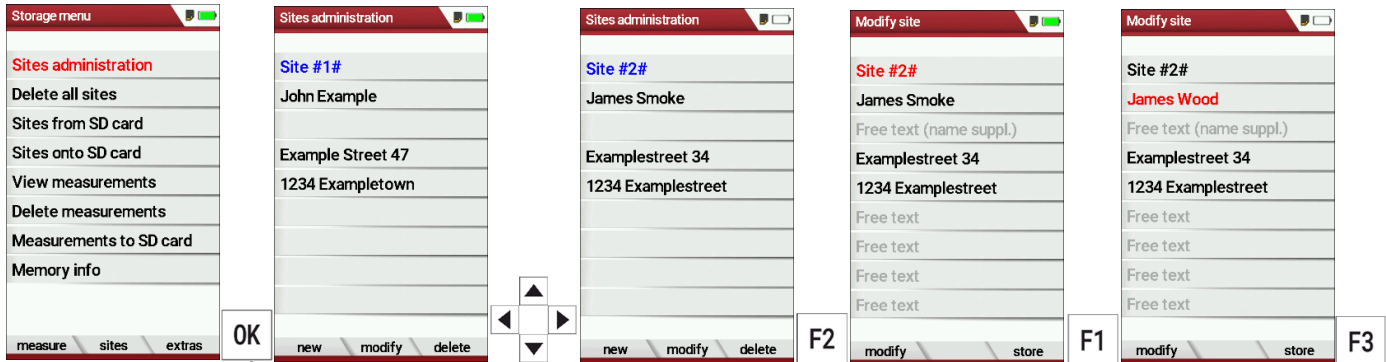 Storage menu
Sites administration
Delete all sites
Sites from SD card
Sites onto SD card
View measurements
Delete measurements
Measurements to SD card
Memory info
measure sites extras
OK
Sites administration
Site #1#
John Example
Example Street 47
1234 Exampletown
new modify delete
Sites administration
Site #2#
James Smoke
Examplestreet 34
1234 Examplestreet
new modify delete
F2
Modify site
Site #2#
James Smoke
Free text (name suppl.)
Examplestreet 34
1234 Examplestreet
Free text
Free text
Free text
Free text
modify store
F1
Modify site
Site #2#
James Wood
Free text (name suppl.)
Examplestreet 34
1234 Examplestreet
Free text
Free text
Free text
Free text
modify store
F3